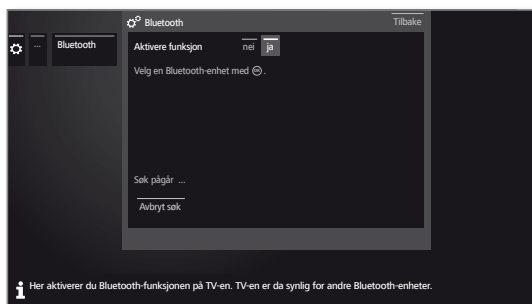 Bluetooth
Tilbake
...
Bluetooth
Aktivere funksjon
nei
ja
Velg en Bluetooth-enhet med OK.
Søk pågår ...
Avbryt søk
Her aktiverer du Bluetooth-funksjonen på TV-en. TV-en er da synlig for andre Bluetooth-enheter.